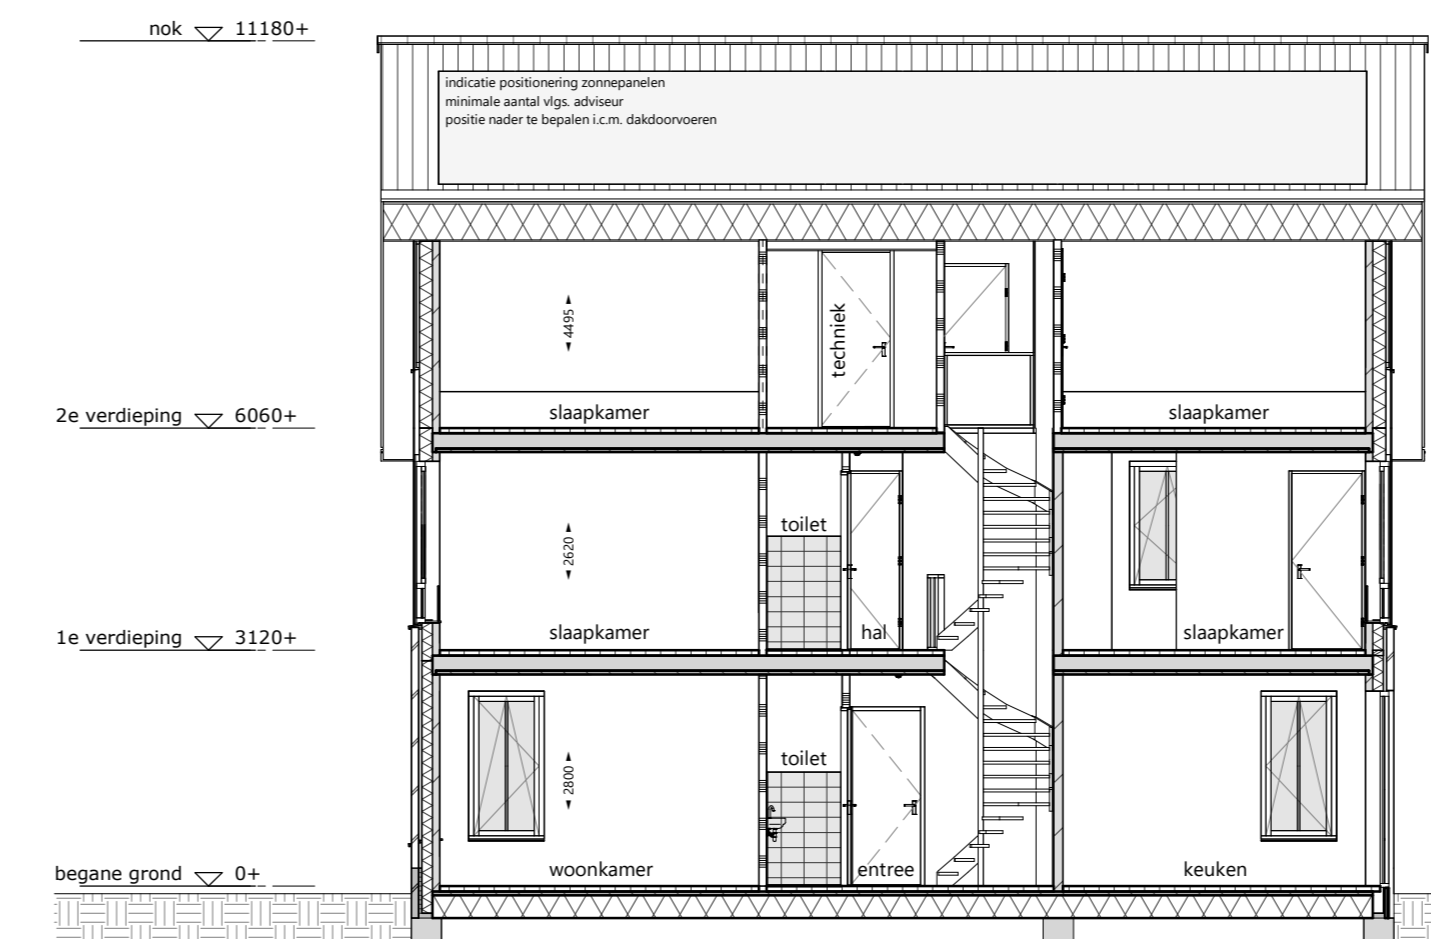 nok 11180+
indicatie positionering zonnepanelen
minimale aantal vlgs. adviseur
positie nader te bepalen i.c.m. dakdoorvoeren
4495
techniek
slaapkamer
slaapkamer
2e verdieping 6060+
toilet
2620
slaapkamer
hal
slaapkamer
1e verdieping 3120+
toilet
2800
woonkamer
entree
keuken
begane grond 0+